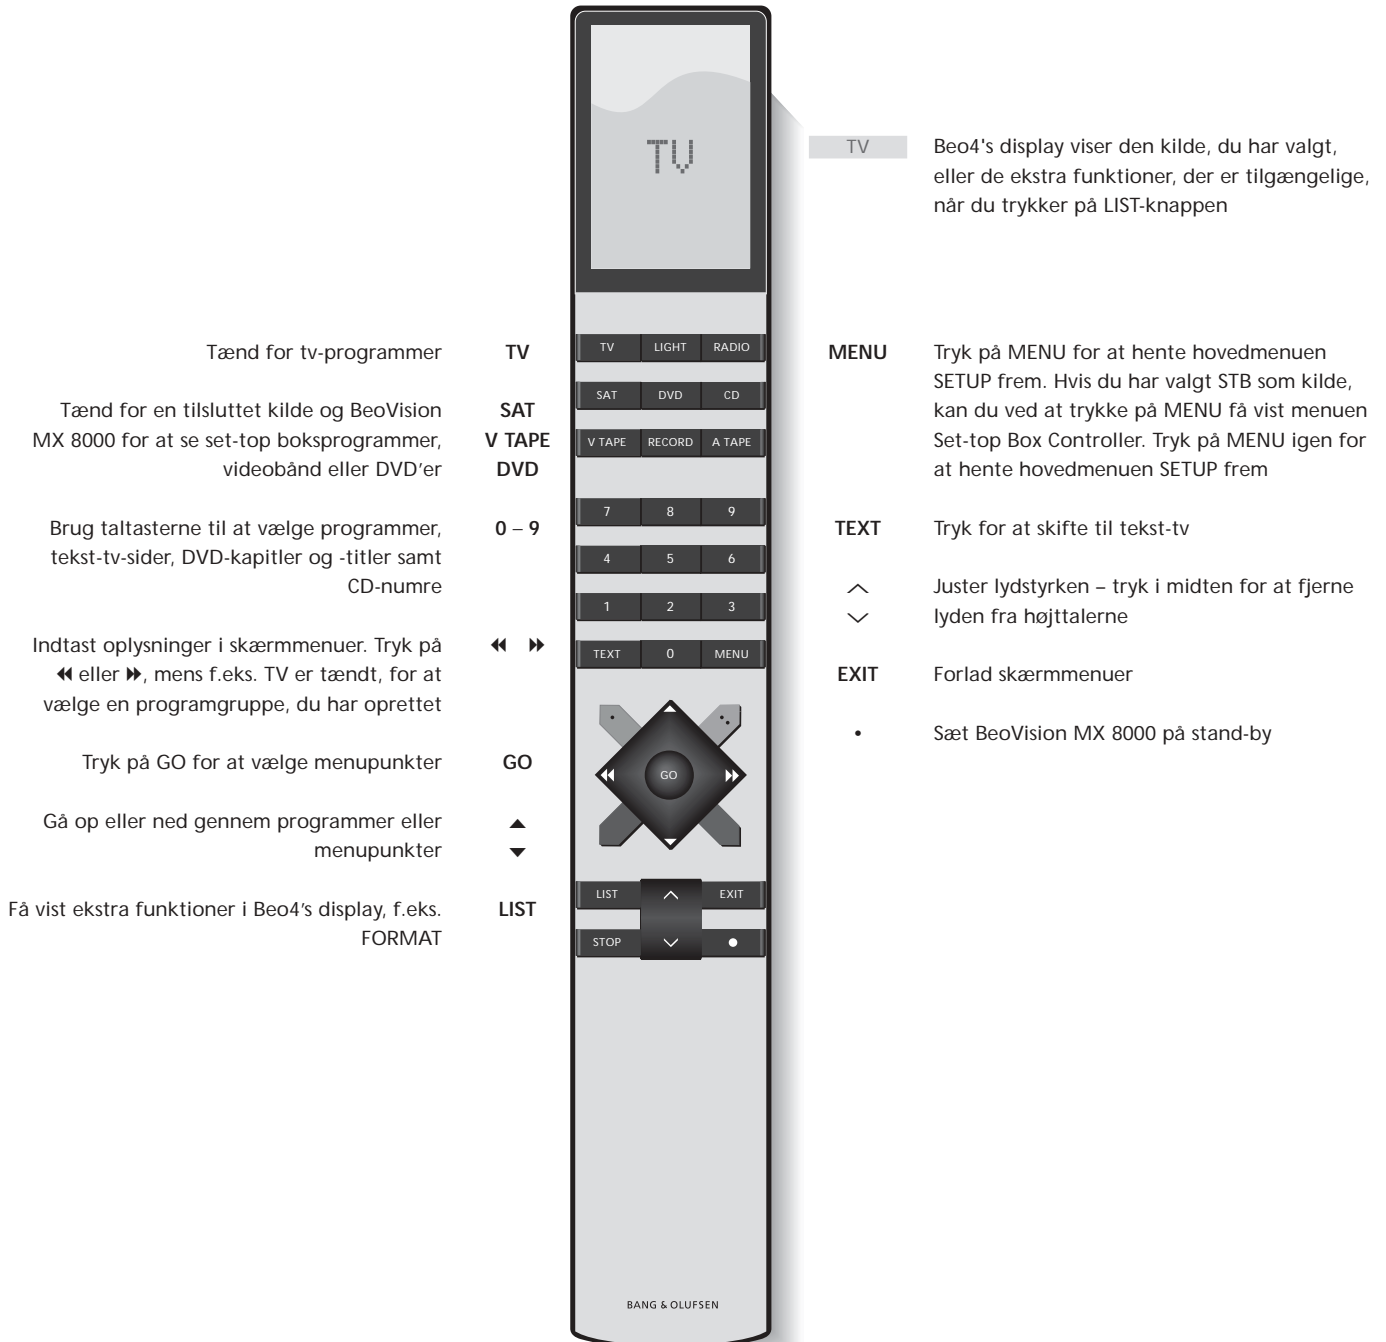 TV
TV
Beo4's display viser den kilde, du har valgt,
eller de ekstra funktioner, der er tilgængelige,
når du trykker på LIST-knappen
Tænd for tv-programmer
TV
Tænd for en tilsluttet kilde og BeoVision
MX 8000 for at se set-top boksprogrammer,
videobånd eller DVD’er
SAT
V TAPE
DVD
Brug taltasterne til at vælge programmer,
tekst-tv-sider, DVD-kapitler og -titler samt
CD-numre
0 – 9
Indtast oplysninger i skærmmenuer. Tryk på
◀◀ eller ▶▶, mens f.eks. TV er tændt, for at
vælge en programgruppe, du har oprettet
◀◀ ▶▶
Tryk på GO for at vælge menupunkter
GO
Gå op eller ned gennem programmer eller
menupunkter
▲
▼
Få vist ekstra funktioner i Beo4’s display, f.eks.
FORMAT
LIST
TV LIGHT RADIO
SAT DVD CD
V TAPE RECORD A TAPE
7 8 9
4 5 6
1 2 3
TEXT 0 MENU
GO
LIST EXIT
STOP
BANG & OLUFSEN
MENU
Tryk på MENU for at hente hovedmenuen
SETUP frem. Hvis du har valgt STB som kilde,
kan du ved at trykke på MENU få vist menuen
Set-top Box Controller. Tryk på MENU igen for
at hente hovedmenuen SETUP frem
TEXT
Tryk for at skifte til tekst-tv
Juster lydstyrken – tryk i midten for at fjerne
lyden fra højttalerne
EXIT
Forlad skærmmenuer
•
Sæt BeoVision MX 8000 på stand-by